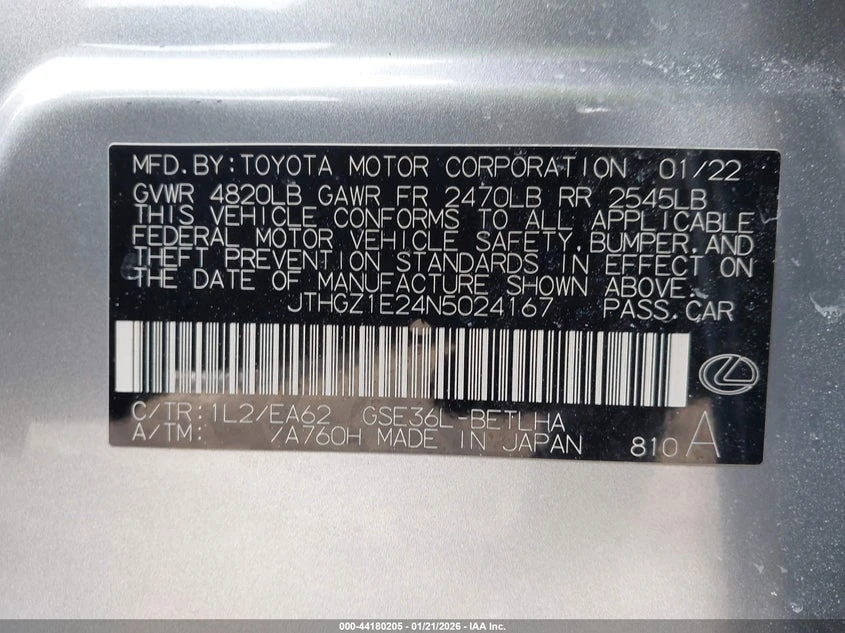 MFD.BY:TOYOTA MOTOR CORPORATION 01/22
GVWR 4820LB GAWR FR 2470LB RR 2545LB
THIS VEHICLE CONFORMS TO ALL APPLICABLE
FEDERAL MOTOR VEHICLE SAFETY,BUMPER,AND
THEFT PREVENTION STANDARDS IN EFFECT ON
THE DATE OF MANUFACTURE SHOWN ABOVE.
JTHGZ1E24N5024167 PASS.CAR
C/TR:1L2/EA62 GSE36L-BETLHA
A/TM: /A760H MADE IN JAPAN 810 A
000-44180205 - 01/21/2026 - IAA Inc.